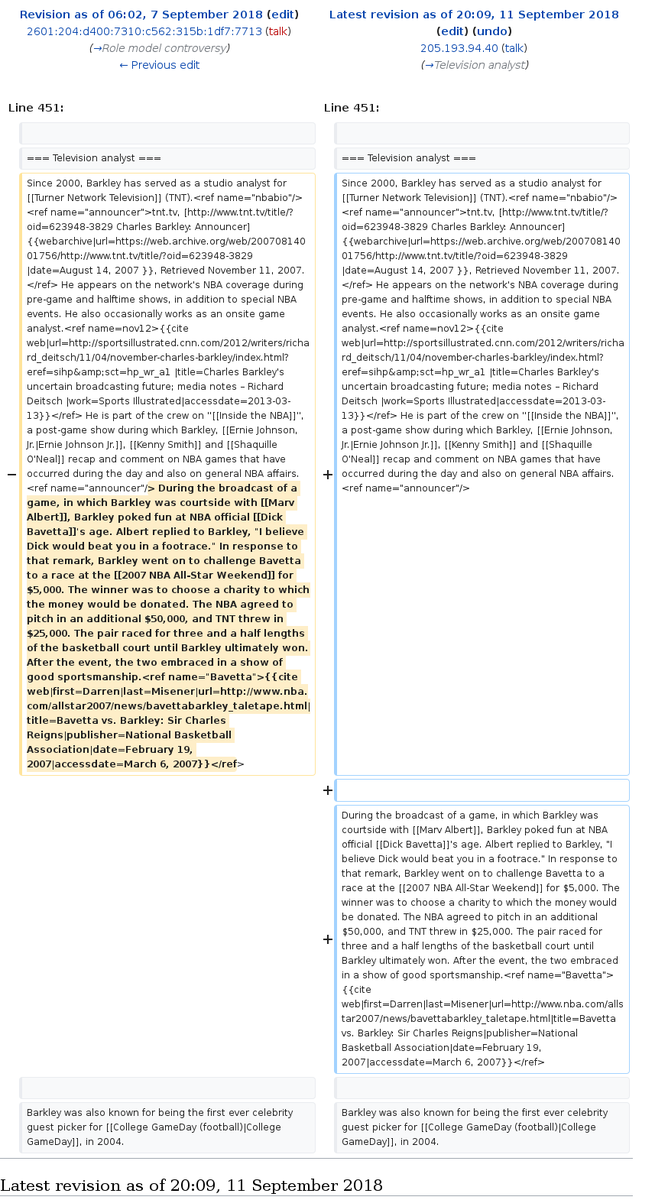 Revision as of 06:02, 7 September 2018 (edit)
2601:204:d400:7310:c562:315b:1df7:7713 (talk)
(→Role model controversy)
← Previous edit
Latest revision as of 20:09, 11 September 2018
(edit) (undo)
205.193.94.40 (talk)
(→Television analyst)
Line 451:
Line 451:
=== Television analyst ===
=== Television analyst ===
−
Since 2000, Barkley has served as a studio analyst for
[[Turner Network Television]] (TNT).<ref name="nbabio"/>
<ref name="announcer">tnt.tv, [http://www.tnt.tv/title/?
oid=623948-3829 Charles Barkley: Announcer]
{{webarchive|url=https://web.archive.org/web/200708140
01756/http://www.tnt.tv/title/?oid=623948-3829
|date=August 14, 2007 }}, Retrieved November 11, 2007.
</ref> He appears on the network's NBA coverage during
pre-game and halftime shows, in addition to special NBA
events. He also occasionally works as an onsite game
analyst.<ref name=nov12>{{cite
web|url=http://sportsillustrated.cnn.com/2012/writers/richa
rd_deitsch/11/04/november-charles-barkley/index.html?
eref=sihp&amp;sct=hp_wr_a1 |title=Charles Barkley's
uncertain broadcasting future; media notes – Richard
Deitsch |work=Sports Illustrated|accessdate=2013-03-
13}}</ref> He is part of the crew on ''[[Inside the NBA]]'',
a post-game show during which Barkley, [[Ernie Johnson,
Jr.|Ernie Johnson Jr.]], [[Kenny Smith]] and [[Shaquille
O'Neal]] recap and comment on NBA games that have
occurred during the day and also on general NBA affairs.
<ref name="announcer"/> During the broadcast of a
game, in which Barkley was courtside with [[Marv
Albert]], Barkley poked fun at NBA official [[Dick
Bavetta]]'s age. Albert replied to Barkley, "I believe
Dick would beat you in a footrace." In response to
that remark, Barkley went on to challenge Bavetta
to a race at the [[2007 NBA All-Star Weekend]] for
$5,000. The winner was to choose a charity to which
the money would be donated. The NBA agreed to
pitch in an additional $50,000, and TNT threw in
$25,000. The pair raced for three and a half lengths
of the basketball court until Barkley ultimately won.
After the event, the two embraced in a show of
good sportsmanship.<ref name="Bavetta">{{cite
web|first=Darren|last=Misener|url=http://www.nba.
com/allstar2007/news/bavettabarkley_taletape.html|
title=Bavetta vs. Barkley: Sir Charles
Reigns|publisher=National Basketball
Association|date=February 19,
2007|accessdate=March 6, 2007}}</ref>
+
Since 2000, Barkley has served as a studio analyst for
[[Turner Network Television]] (TNT).<ref name="nbabio"/>
<ref name="announcer">tnt.tv, [http://www.tnt.tv/title/?
oid=623948-3829 Charles Barkley: Announcer]
{{webarchive|url=https://web.archive.org/web/200708140
01756/http://www.tnt.tv/title/?oid=623948-3829
|date=August 14, 2007 }}, Retrieved November 11, 2007.
</ref> He appears on the network's NBA coverage during
pre-game and halftime shows, in addition to special NBA
events. He also occasionally works as an onsite game
analyst.<ref name=nov12>{{cite
web|url=http://sportsillustrated.cnn.com/2012/writers/richa
rd_deitsch/11/04/november-charles-barkley/index.html?
eref=sihp&amp;sct=hp_wr_a1 |title=Charles Barkley's
uncertain broadcasting future; media notes – Richard
Deitsch |work=Sports Illustrated|accessdate=2013-03-
13}}</ref> He is part of the crew on ''[[Inside the NBA]]'',
a post-game show during which Barkley, [[Ernie Johnson,
Jr.|Ernie Johnson Jr.]], [[Kenny Smith]] and [[Shaquille
O'Neal]] recap and comment on NBA games that have
occurred during the day and also on general NBA affairs.
<ref name="announcer"/>
+
+
During the broadcast of a game, in which Barkley was
courtside with [[Marv Albert]], Barkley poked fun at NBA
official [[Dick Bavetta]]'s age. Albert replied to Barkley, "I
believe Dick would beat you in a footrace." In response to
that remark, Barkley went on to challenge Bavetta to a
race at the [[2007 NBA All-Star Weekend]] for $5,000. The
winner was to choose a charity to which the money would
be donated. The NBA agreed to pitch in an additional
$50,000, and TNT threw in $25,000. The pair raced for
three and a half lengths of the basketball court until
Barkley ultimately won. After the event, the two embraced
in a show of good sportsmanship.<ref name="Bavetta">
{{cite
web|first=Darren|last=Misener|url=http://www.nba.com/alls
tar2007/news/bavettabarkley_taletape.html|title=Bavetta
vs. Barkley: Sir Charles Reigns|publisher=National
Basketball Association|date=February 19,
2007|accessdate=March 6, 2007}}</ref>
Barkley was also known for being the first ever celebrity
guest picker for [[College GameDay (football)|College
GameDay]], in 2004.
Barkley was also known for being the first ever celebrity
guest picker for [[College GameDay (football)|College
GameDay]], in 2004.
Latest revision as of 20:09, 11 September 2018